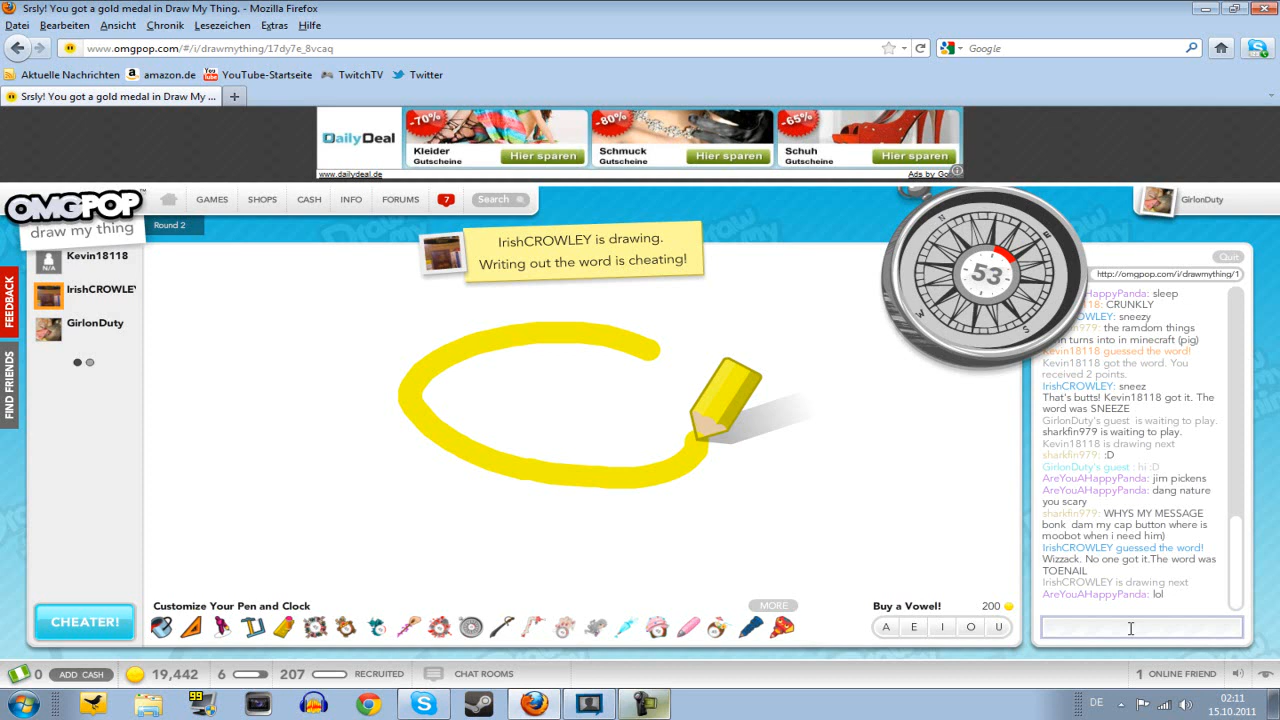 Srsly! You got a gold medal in Draw My Thing. - Mozilla Firefox
Datei Bearbeiten Ansicht Chronik Lesezeichen Extras Hilfe
www.omgpop.com/#/i/drawmything/17dy7e_8vcaq
Google
Aktuelle Nachrichten amazon.de YouTube-Startseite TwitchTV Twitter
Srsly! You got a gold medal in Draw My ...
DailyDeal
-70%
Kleider
Gutscheine
Hier sparen
-80%
Schmuck
Gutscheine
Hier sparen
-65%
Schuh
Gutscheine
Hier sparen
www.dailydeal.de
OMGPOP
draw my thing
GAMES SHOPS CASH INFO FORUMS 7 Search
GirlonDuty
Round 2
IrishCROWLEY is drawing.
Writing out the word is cheating!
53
N
W
S
FEEDBACK
FIND FRIENDS
Kevin18118
N/A
IrishCROWLEY
GirlonDuty
CHEATER!
Quit
http://omgpop.com/i/drawmything/1
HappyPanda: sleep
18: CRUNKLY
OWLEY: sneezy
the ramdom things
turns into in minecraft (pig)
Kevin18118 guessed the word!
Kevin18118 got the word. You
received 2 points.
IrishCROWLEY: sneez
That's butts! Kevin18118 got it. The
word was SNEEZE
GirlonDuty's guest is waiting to play.
sharkfin979 is waiting to play.
Kevin18118 is drawing next
sharkfin979: :D
GirlonDuty's guest : hi :D
AreYouAHappyPanda: jim pickens
AreYouAHappyPanda: dang nature
you scary
sharkfin979: WHYS MY MESSAGE
bonk dam my cap button where is
moobot when i need him)
IrishCROWLEY guessed the word!
Wizzack. No one got it.The word was
TOENAIL
IrishCROWLEY is drawing next
AreYouAHappyPanda: lol
Customize Your Pen and Clock
MORE
Buy a Vowel! 200
A E I O U
0 ADD CASH 19,442 6 207 RECRUITED CHAT ROOMS
1 ONLINE FRIEND
99
DE
02:11
15.10.2011